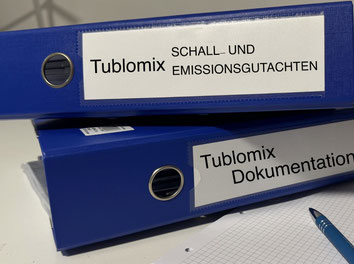 Tublomix SCHALL- UND
EMISSIONSGUTACHTEN
Tublomix
Dokumentation